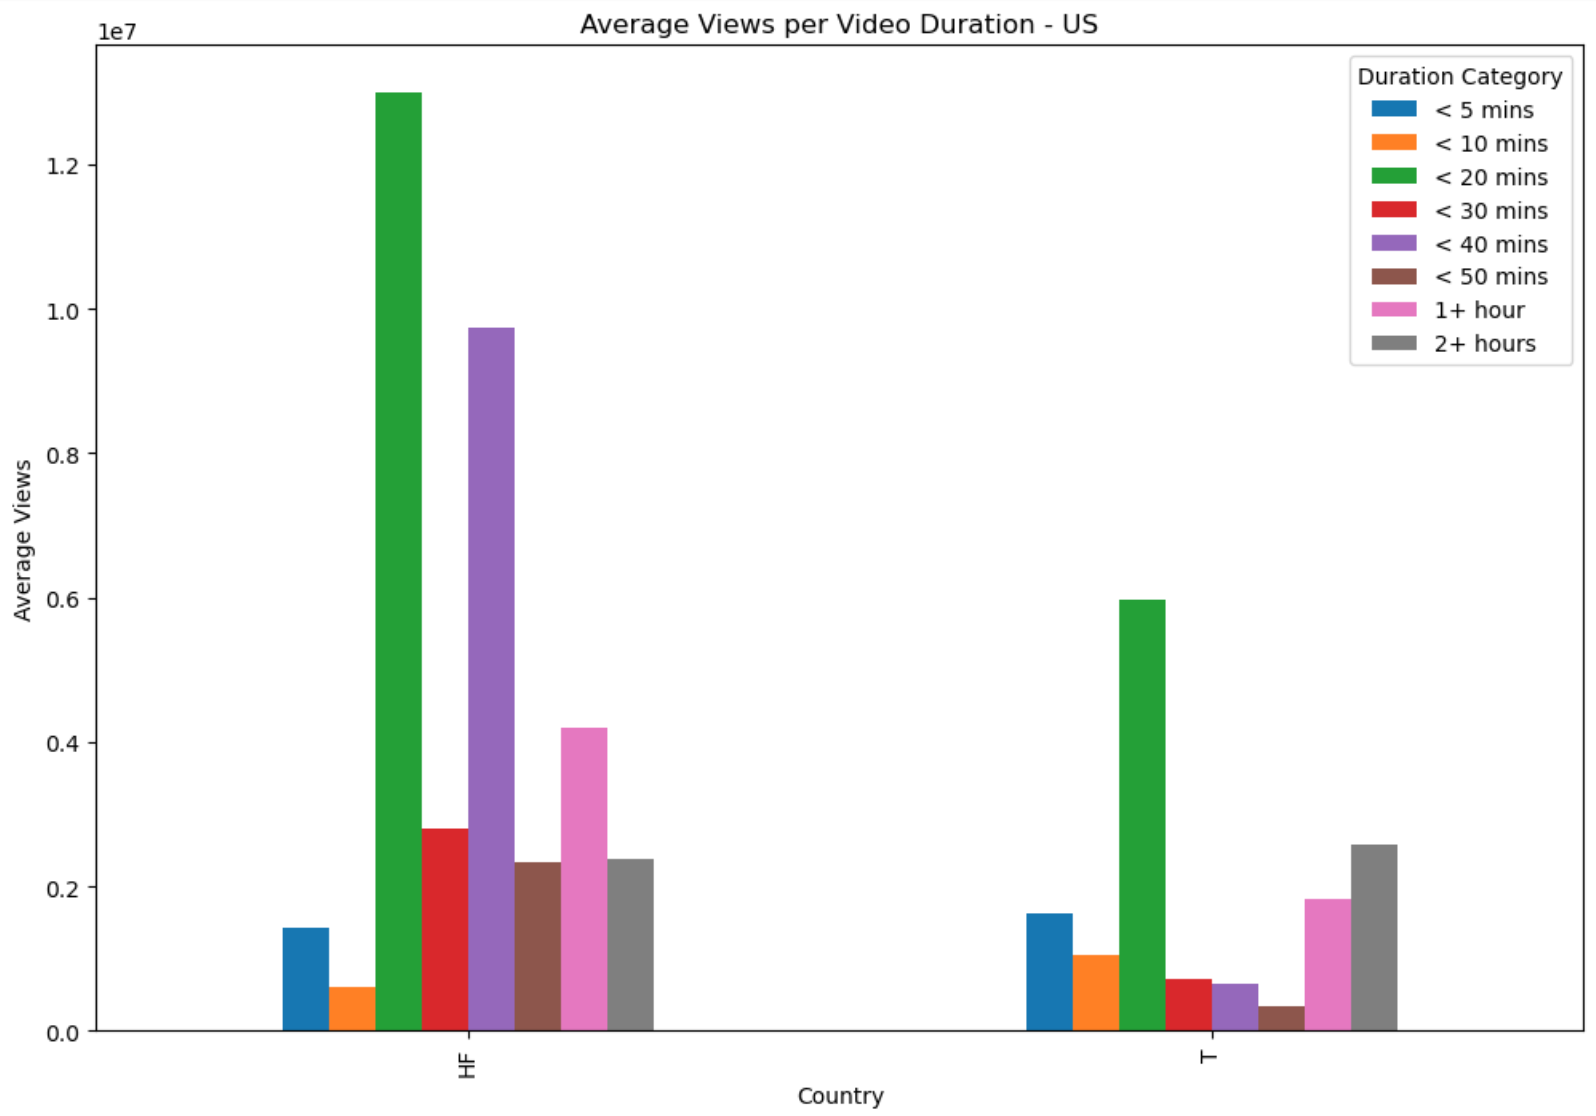 Average Views per Video Duration - US
1e7
Duration Category
< 5 mins
< 10 mins
< 20 mins
< 30 mins
< 40 mins
< 50 mins
1+ hour
2+ hours
1.2
1.0
0.8
0.6
0.4
0.2
0.0
Average Views
HF
T
Country